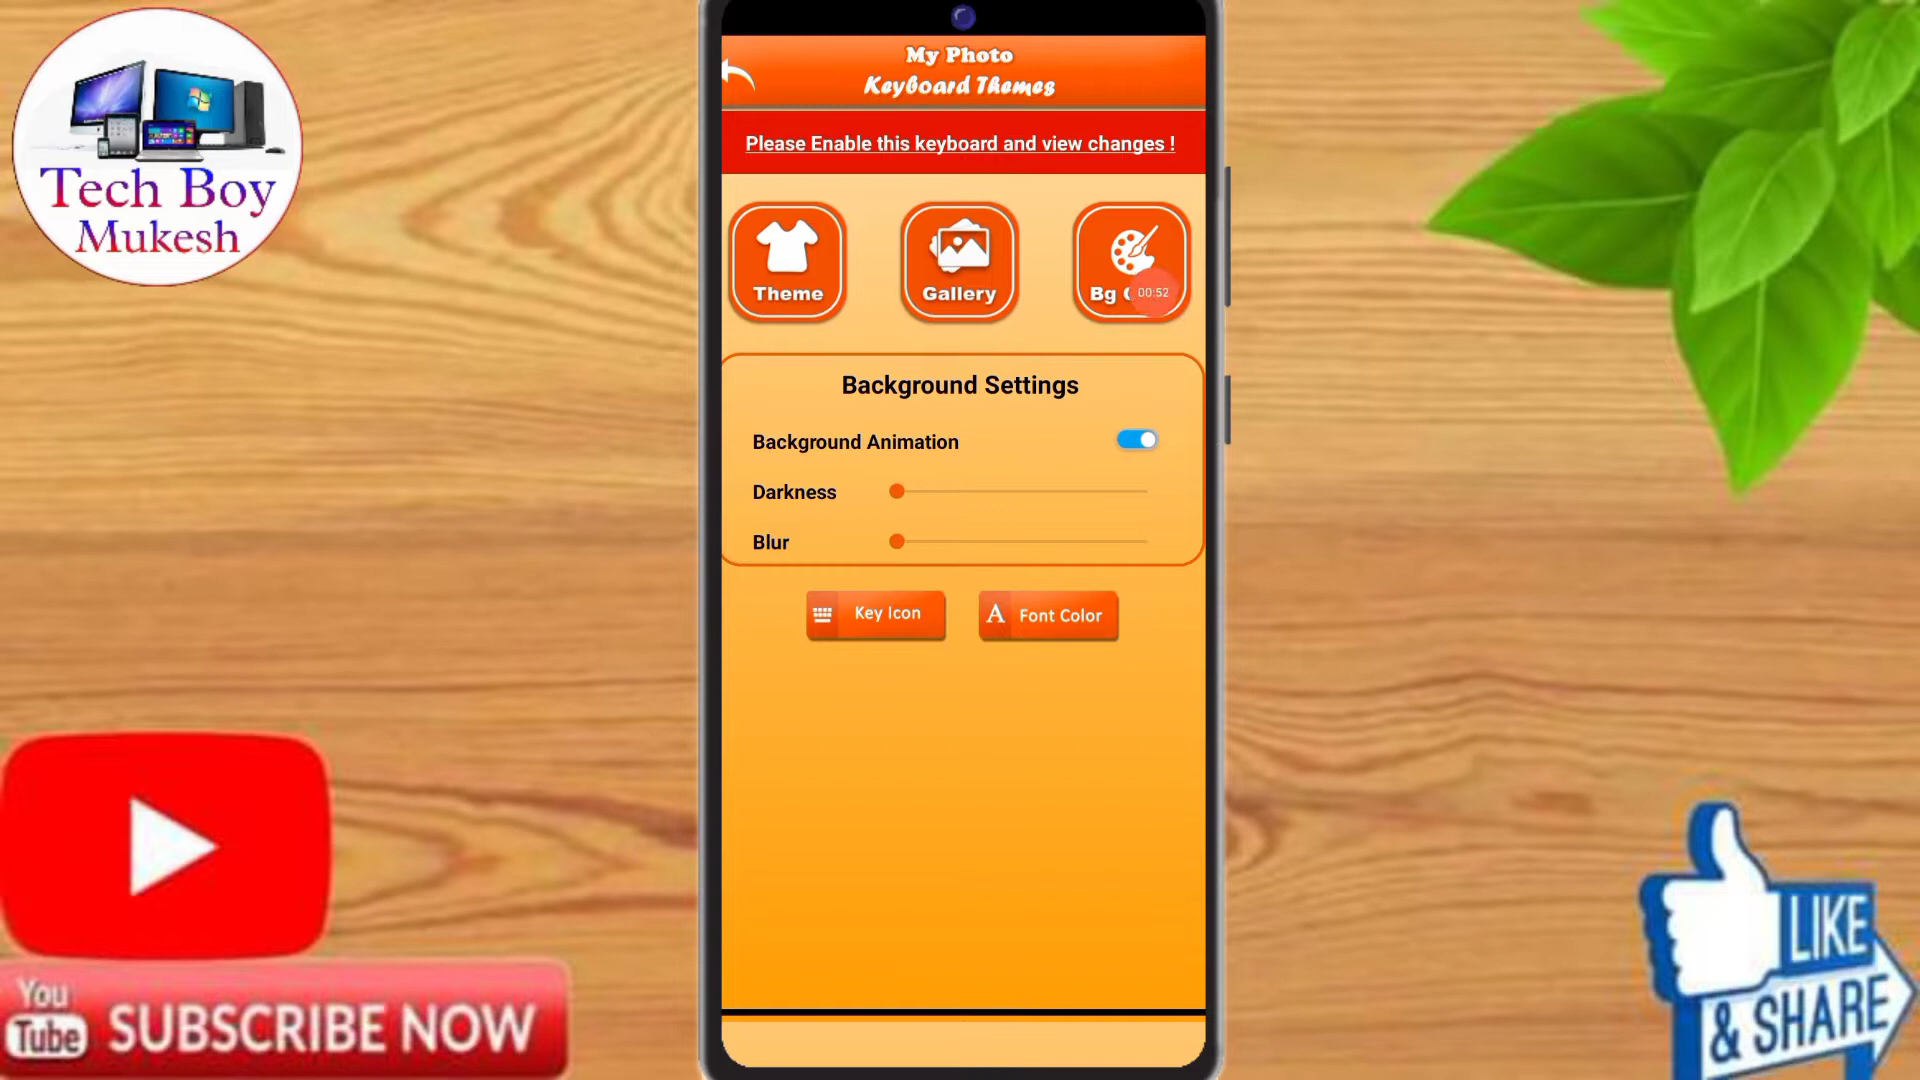 Tech Boy
Mukesh
My Photo
Keyboard Themes
Please Enable this keyboard and view changes !
Theme
Gallery
Bg
00:52
Background Settings
Background Animation
Darkness
Blur
Key Icon
A Font Color
You
Tube
SUBSCRIBE NOW
LIKE
& SHARE